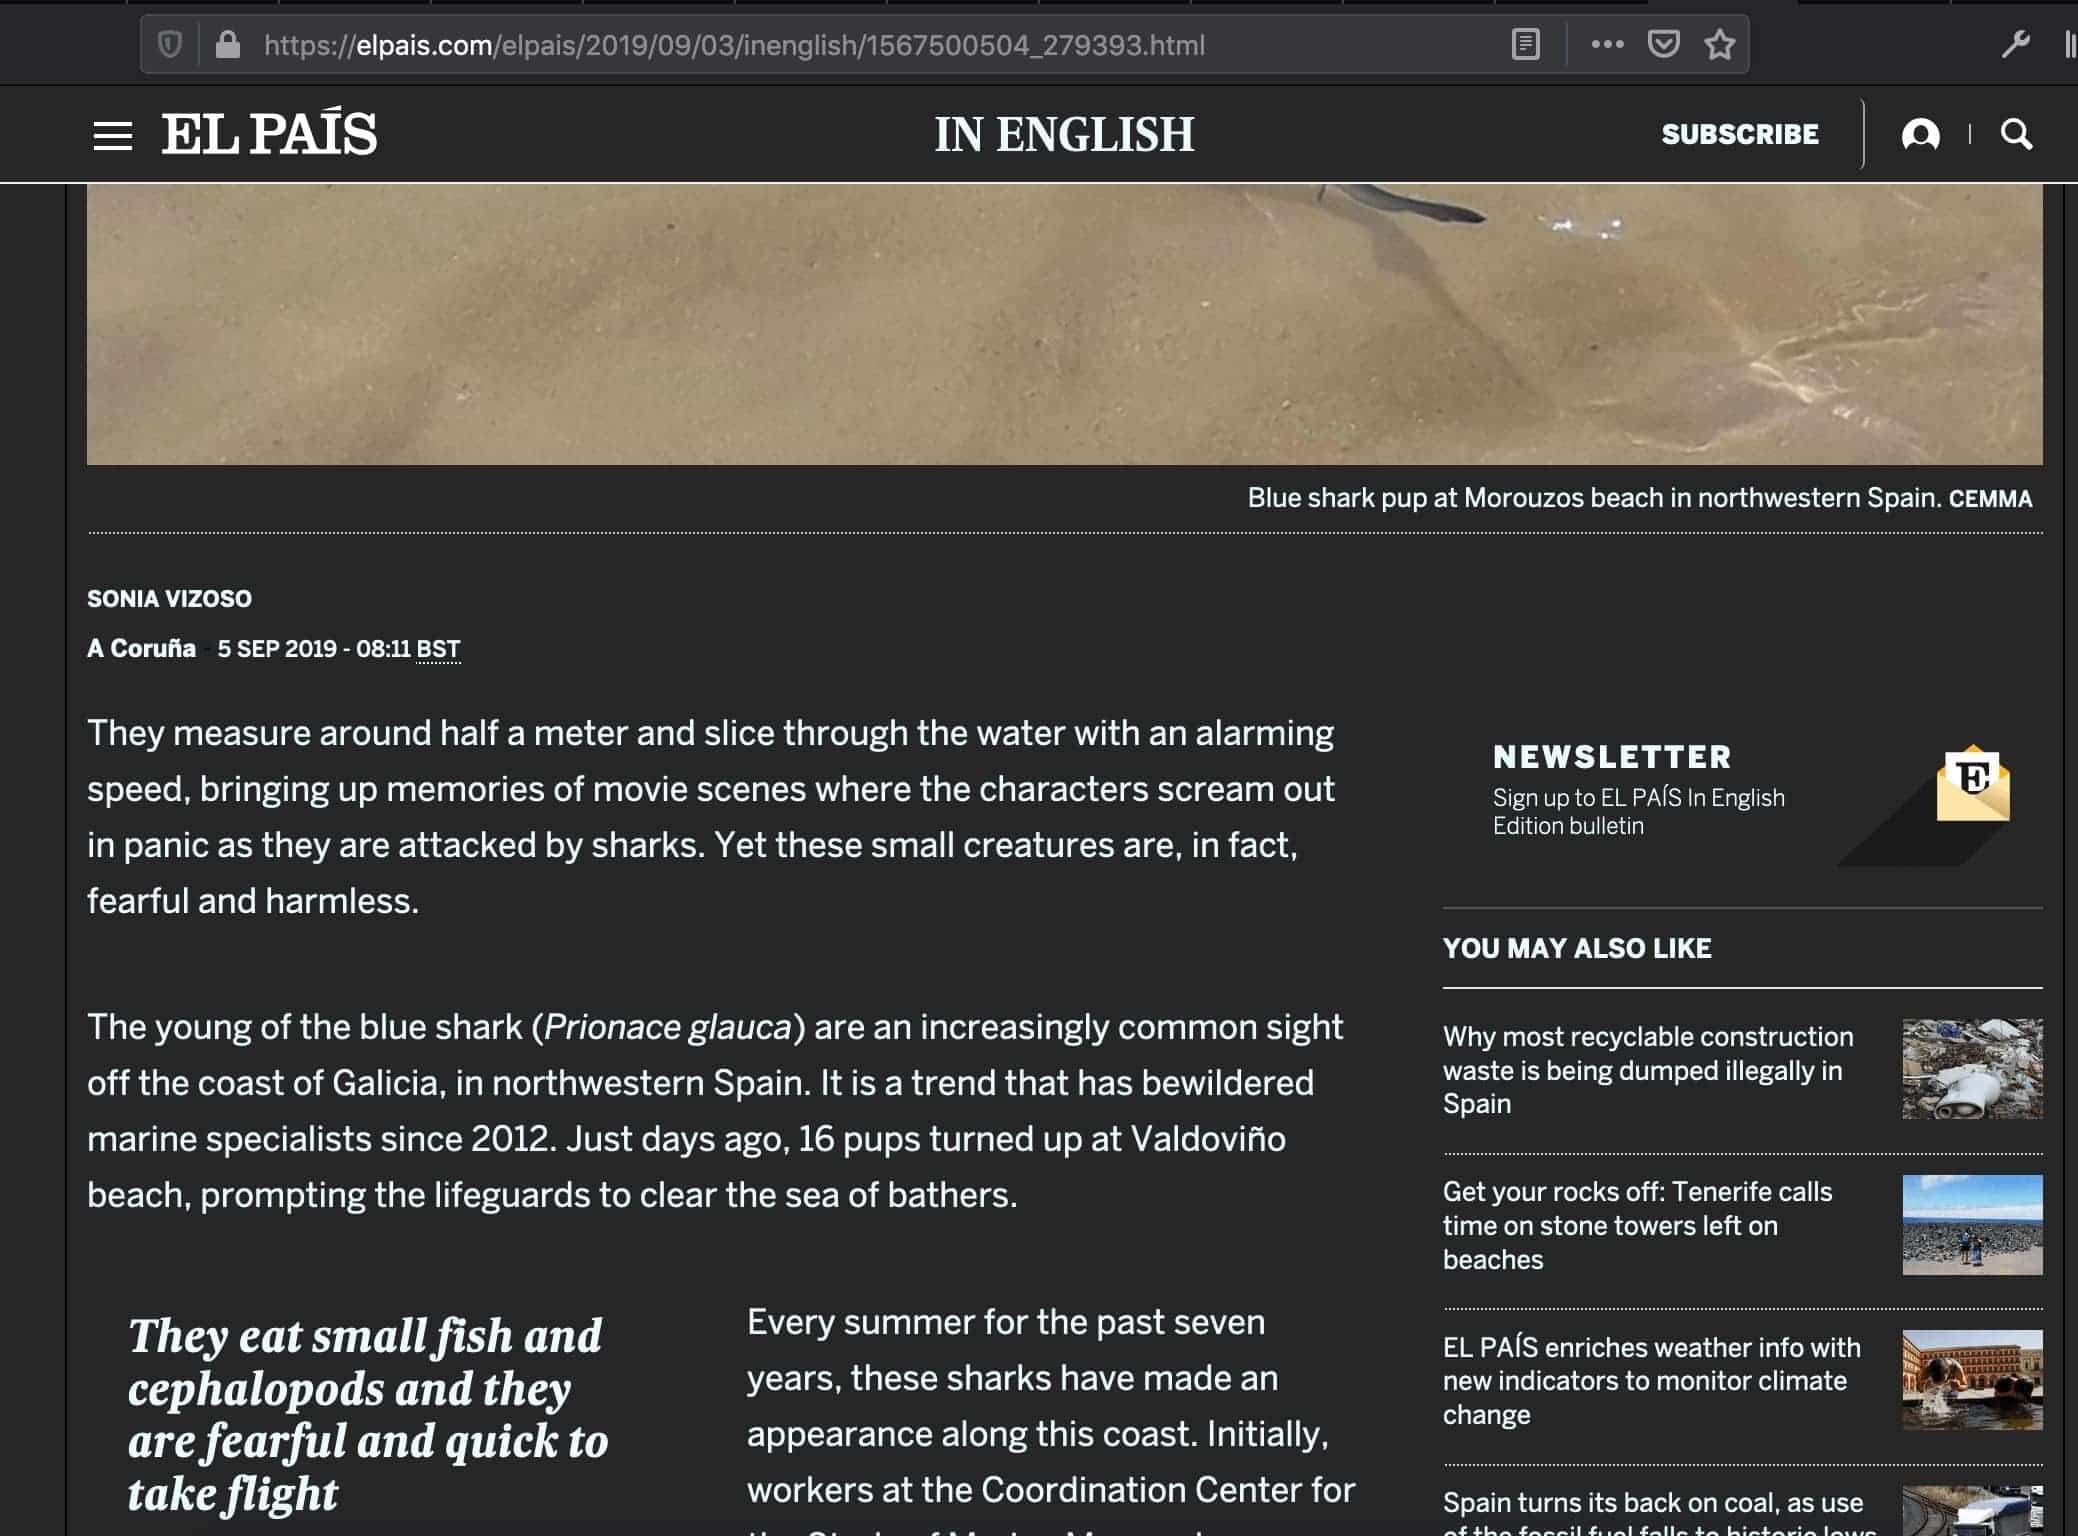 https://elpais.com/elpais/2019/09/03/inenglish/1567500504_279393.html
EL PAÍS
IN ENGLISH
SUBSCRIBE
Blue shark pup at Morouzos beach in northwestern Spain. CEMMA
SONIA VIZOSO
A Coruña - 5 SEP 2019 - 08:11 BST
They measure around half a meter and slice through the water with an alarming
speed, bringing up memories of movie scenes where the characters scream out
in panic as they are attacked by sharks. Yet these small creatures are, in fact,
fearful and harmless.
The young of the blue shark (Prionace glauca) are an increasingly common sight
off the coast of Galicia, in northwestern Spain. It is a trend that has bewildered
marine specialists since 2012. Just days ago, 16 pups turned up at Valdoviño
beach, prompting the lifeguards to clear the sea of bathers.
They eat small fish and
cephalopods and they
are fearful and quick to
take flight
Every summer for the past seven
years, these sharks have made an
appearance along this coast. Initially,
workers at the Coordination Center for
NEWSLETTER
Sign up to EL PAÍS In English
Edition bulletin
E
YOU MAY ALSO LIKE
Why most recyclable construction
waste is being dumped illegally in
Spain
Get your rocks off: Tenerife calls
time on stone towers left on
beaches
EL PAÍS enriches weather info with
new indicators to monitor climate
change
Spain turns its back on coal, as use
of the fossil fuel falls to historic lows